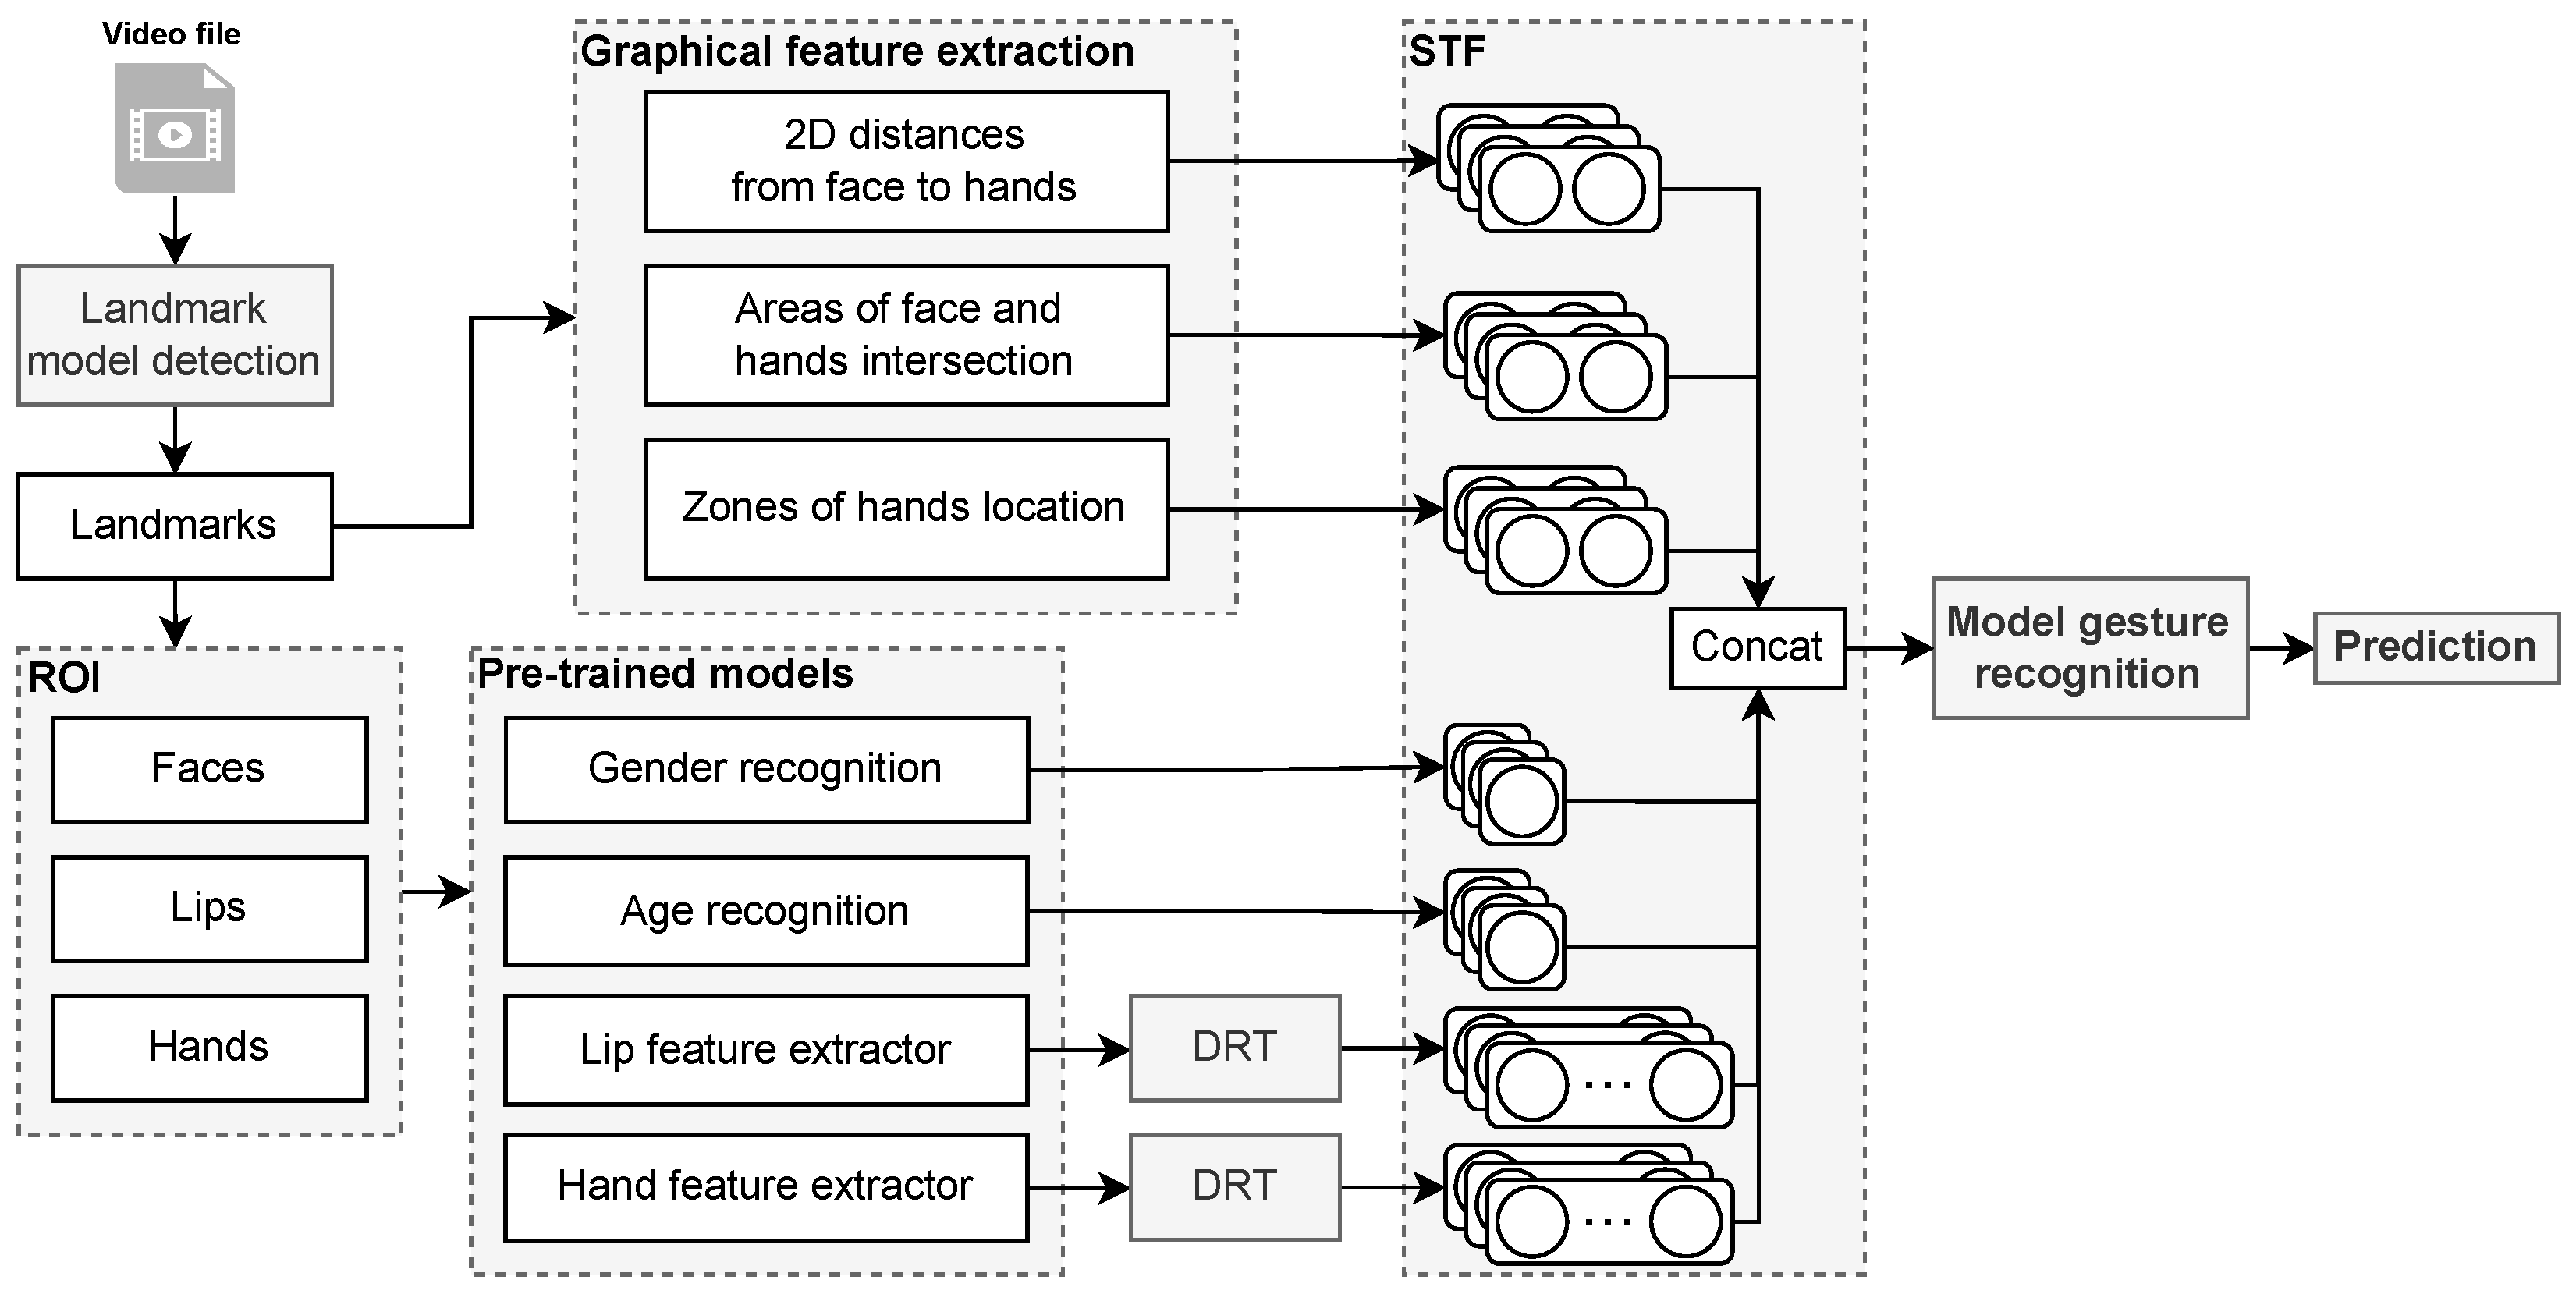 Video file
Landmark
model detection
Landmarks
ROI
Faces
Lips
Hands
Graphical feature extraction
2D distances
from face to hands
Areas of face and
hands intersection
Zones of hands location
Pre-trained models
Gender recognition
Age recognition
Lip feature extractor
Hand feature extractor
DRT
DRT
STF
...
...
Concat
Model gesture
recognition
Prediction